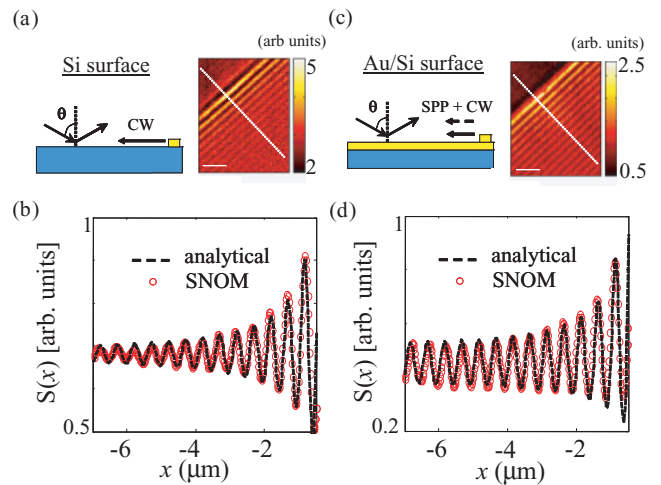 (a)
(arb units)
Si surface
θ
CW
5
2
(c)
(arb. units)
Au/Si surface
θ
SPP + CW
2.5
0.5
(b)
1
analytical
SNOM
S(x) [arb. units]
0.5
-6 -4 -2
x (μm)
(d)
1
analytical
SNOM
S(x) [arb. units]
0.2
-6 -4 -2
x (μm)